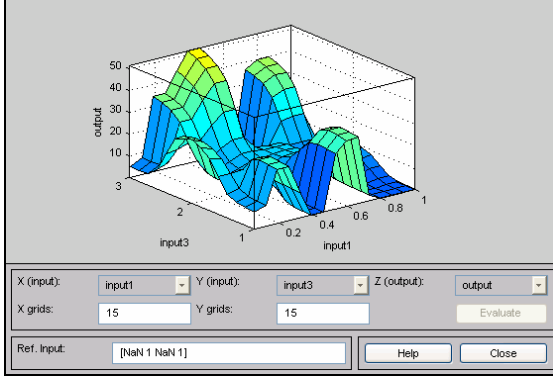 50
40
30
20
10
output
3
2
1
input3
0.2
0.4
0.6
0.8
1
input1
X (input):
input1
Y (input):
input3
Z (output):
output
X grids:
15
Y grids:
15
Evaluate
Ref. Input:
[NaN 1 NaN 1]
Help
Close